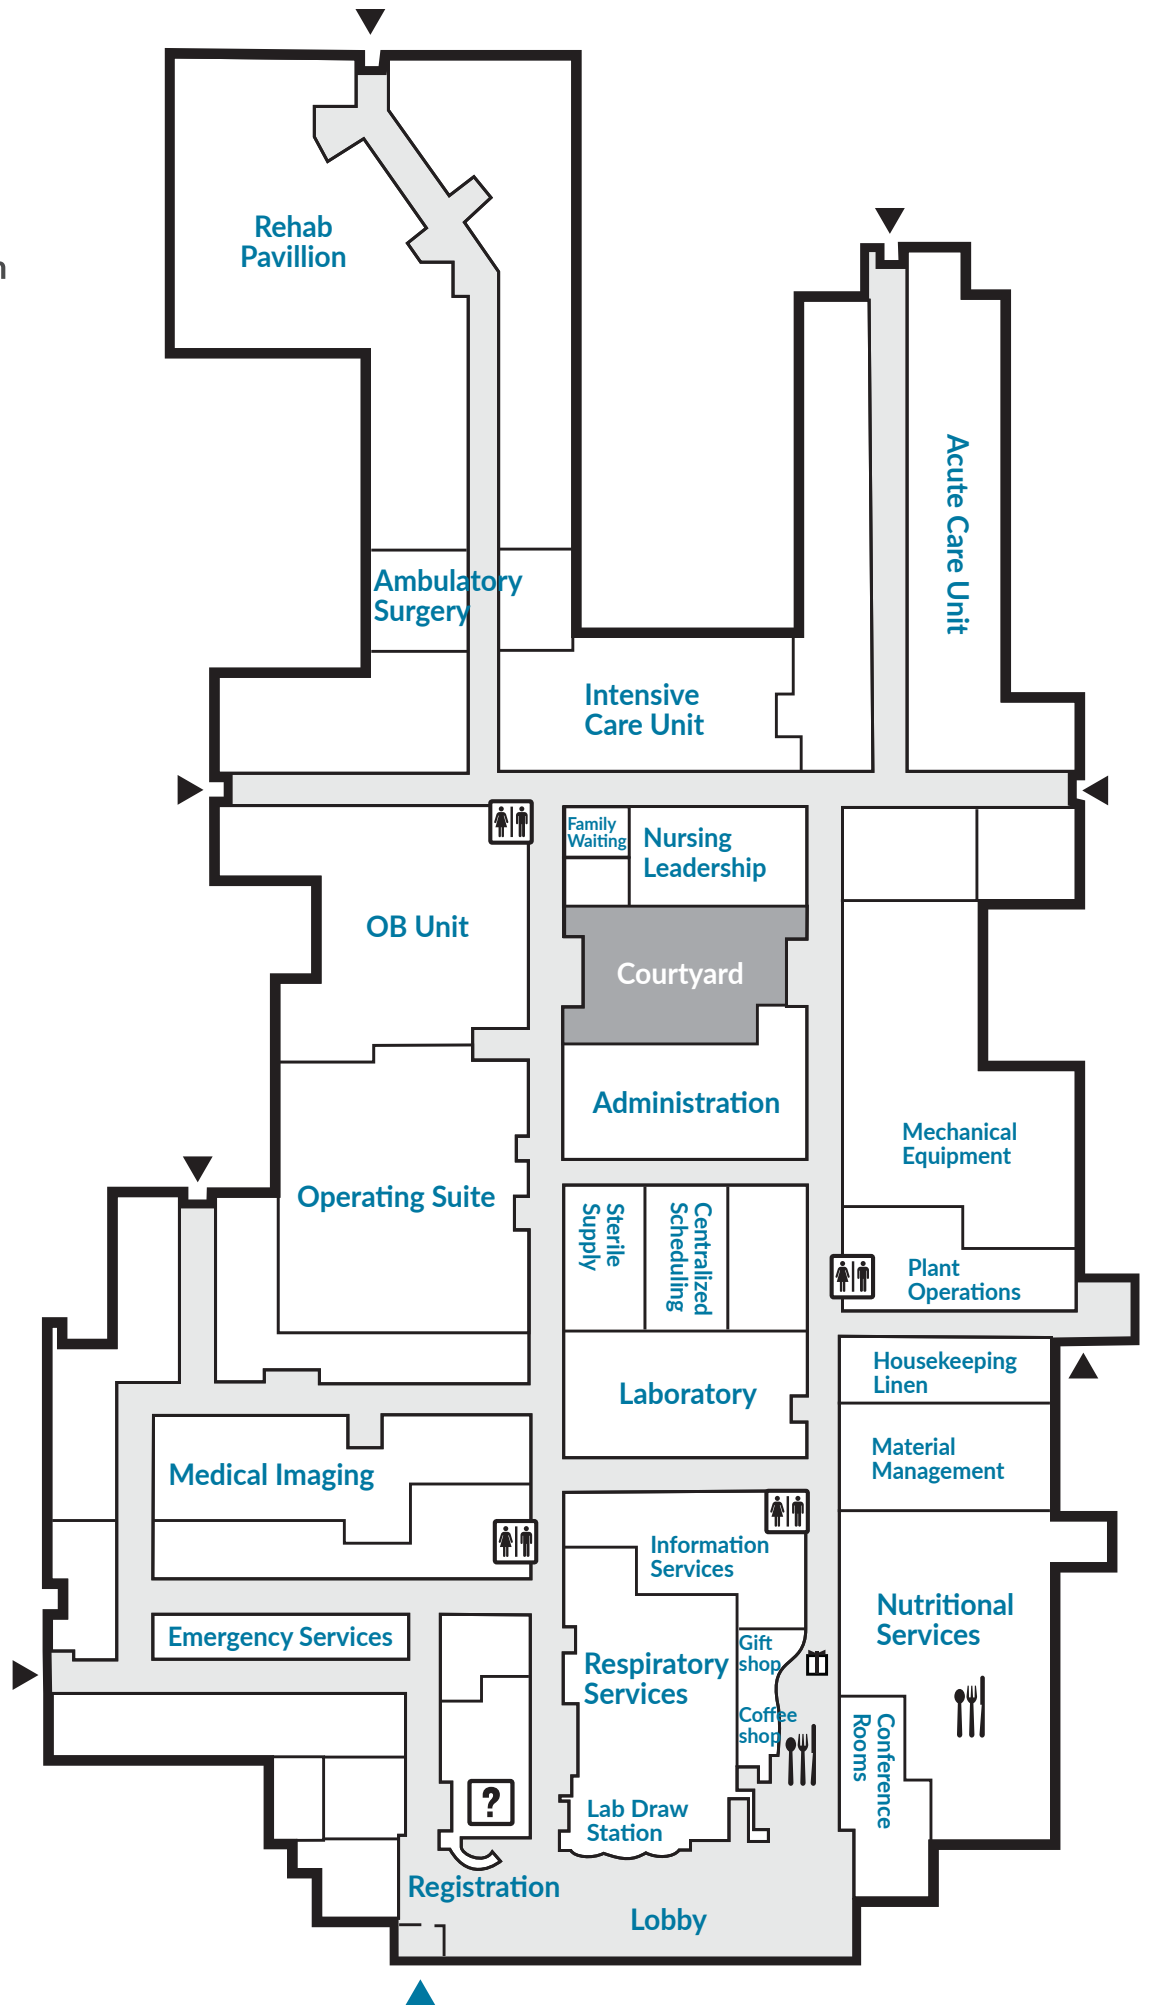 n
Rehab
Pavillion
Acute Care Unit
Ambulatory
Surgery
Intensive
Care Unit
Family
Waiting
Nursing
Leadership
OB Unit
Courtyard
Administration
Mechanical
Equipment
Operating Suite
Sterile
Supply
Centralized
Scheduling
Plant
Operations
Housekeeping
Linen
Laboratory
Material
Management
Medical Imaging
Information
Services
Nutritional
Services
Emergency Services
Respiratory
Services
Gift
shop
Coffee
shop
Conference
Rooms
?
Lab Draw
Station
Registration
Lobby